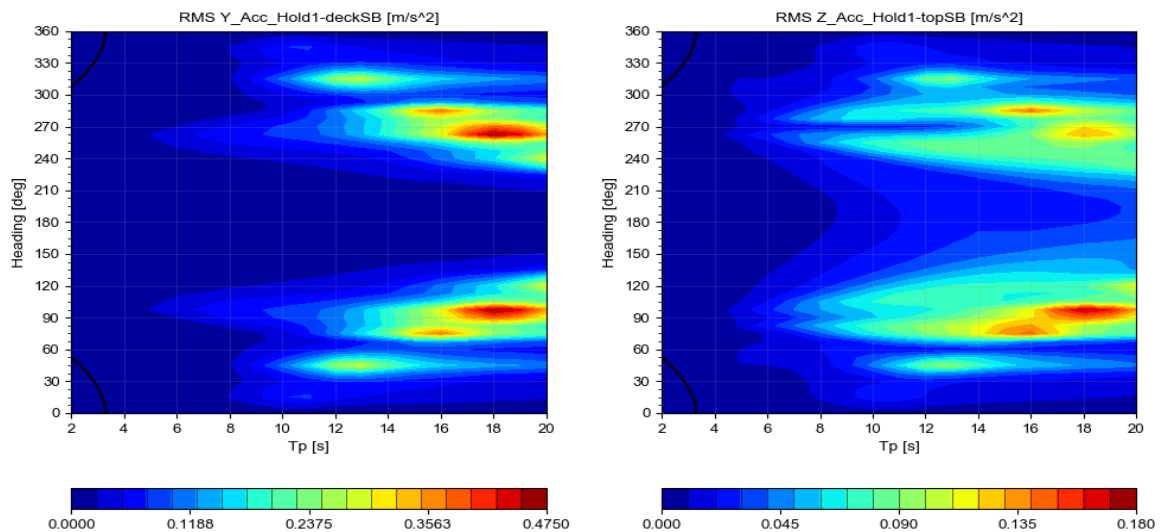 RMS Y_Acc_Hold1-deckSB [m/s^2]
360
330
300
270
240
210
180
150
120
90
60
30
0
Heading [deg]
2 4 6 8 10 12 14 16 18 20
Tp [s]
0.0000 0.1188 0.2375 0.3563 0.4750
RMS Z_Acc_Hold1-topSB [m/s^2]
360
330
300
270
240
210
180
150
120
90
60
30
0
Heading [deg]
2 4 6 8 10 12 14 16 18 20
Tp [s]
0.000 0.045 0.090 0.135 0.180